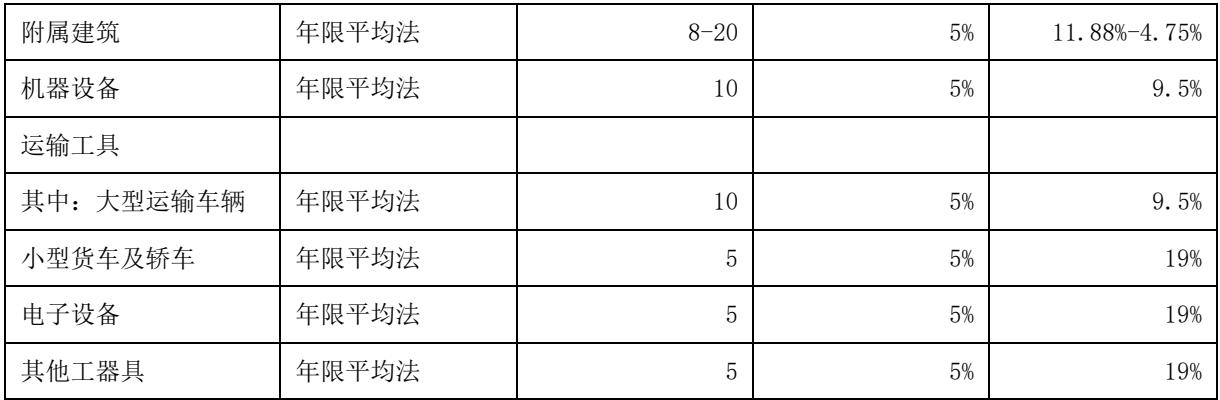 附属建筑 年限平均法 8-20 5% 11.88%-4.75%
机器设备 年限平均法 10 5% 9.5%
运输工具
其中：大型运输车辆 年限平均法 10 5% 9.5%
小型货车及轿车 年限平均法 5 5% 19%
电子设备 年限平均法 5 5% 19%
其他工器具 年限平均法 5 5% 19%